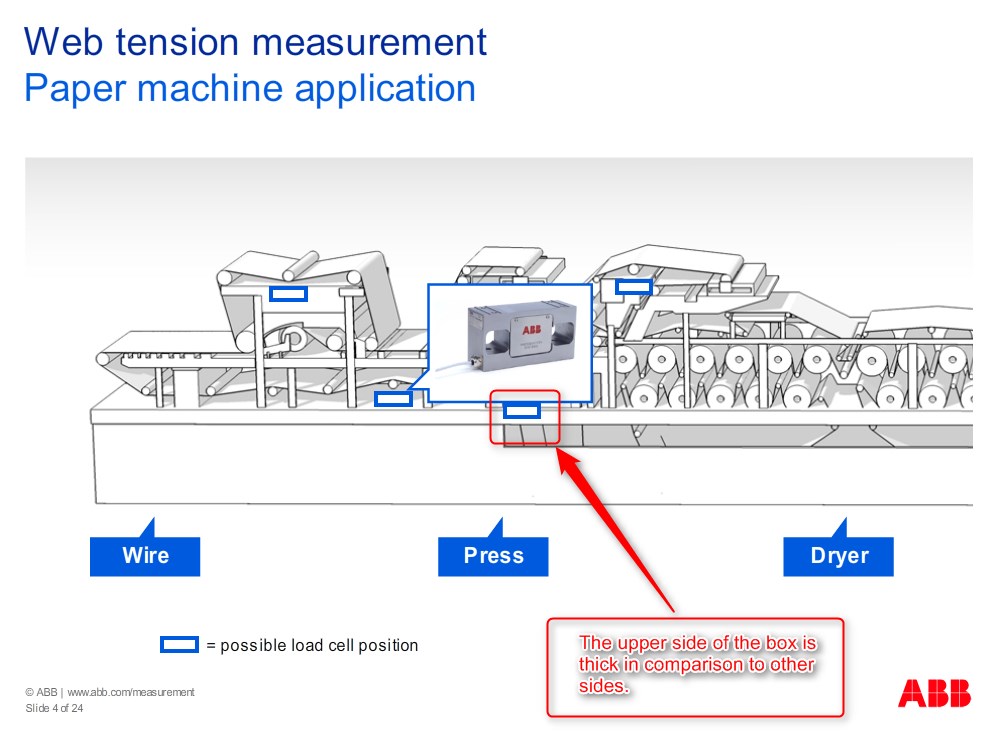 Web tension measurement
Paper machine application
ABB
Wire
Press
Dryer
= possible load cell position
The upper side of the box is
thick in comparison to other
sides.
© ABB | www.abb.com/measurement
Slide 4 of 24
ABB